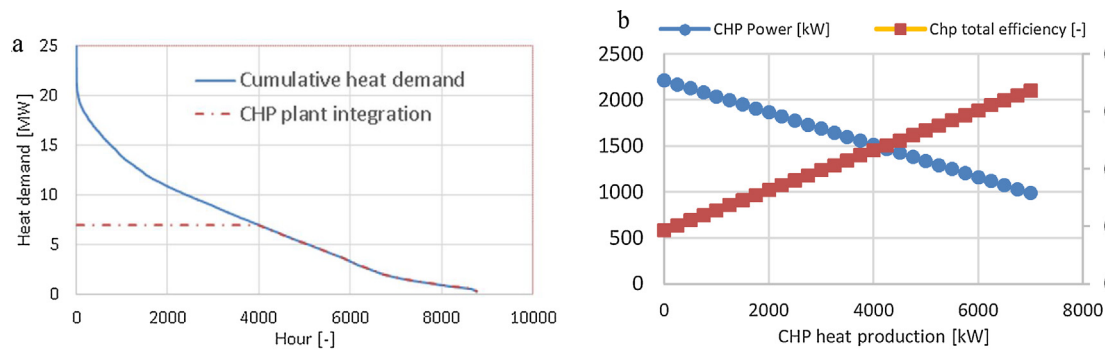 a
25
20
15
10
5
0
Heat demand [MW]
Cumulative heat demand
CHP plant integration
0 2000 4000 6000 8000 10000
Hour [-]
b
CHP Power [kW] Chp total efficiency [-]
2500
2000
1500
1000
500
0
0 2000 4000 6000 8000
CHP heat production [kW]